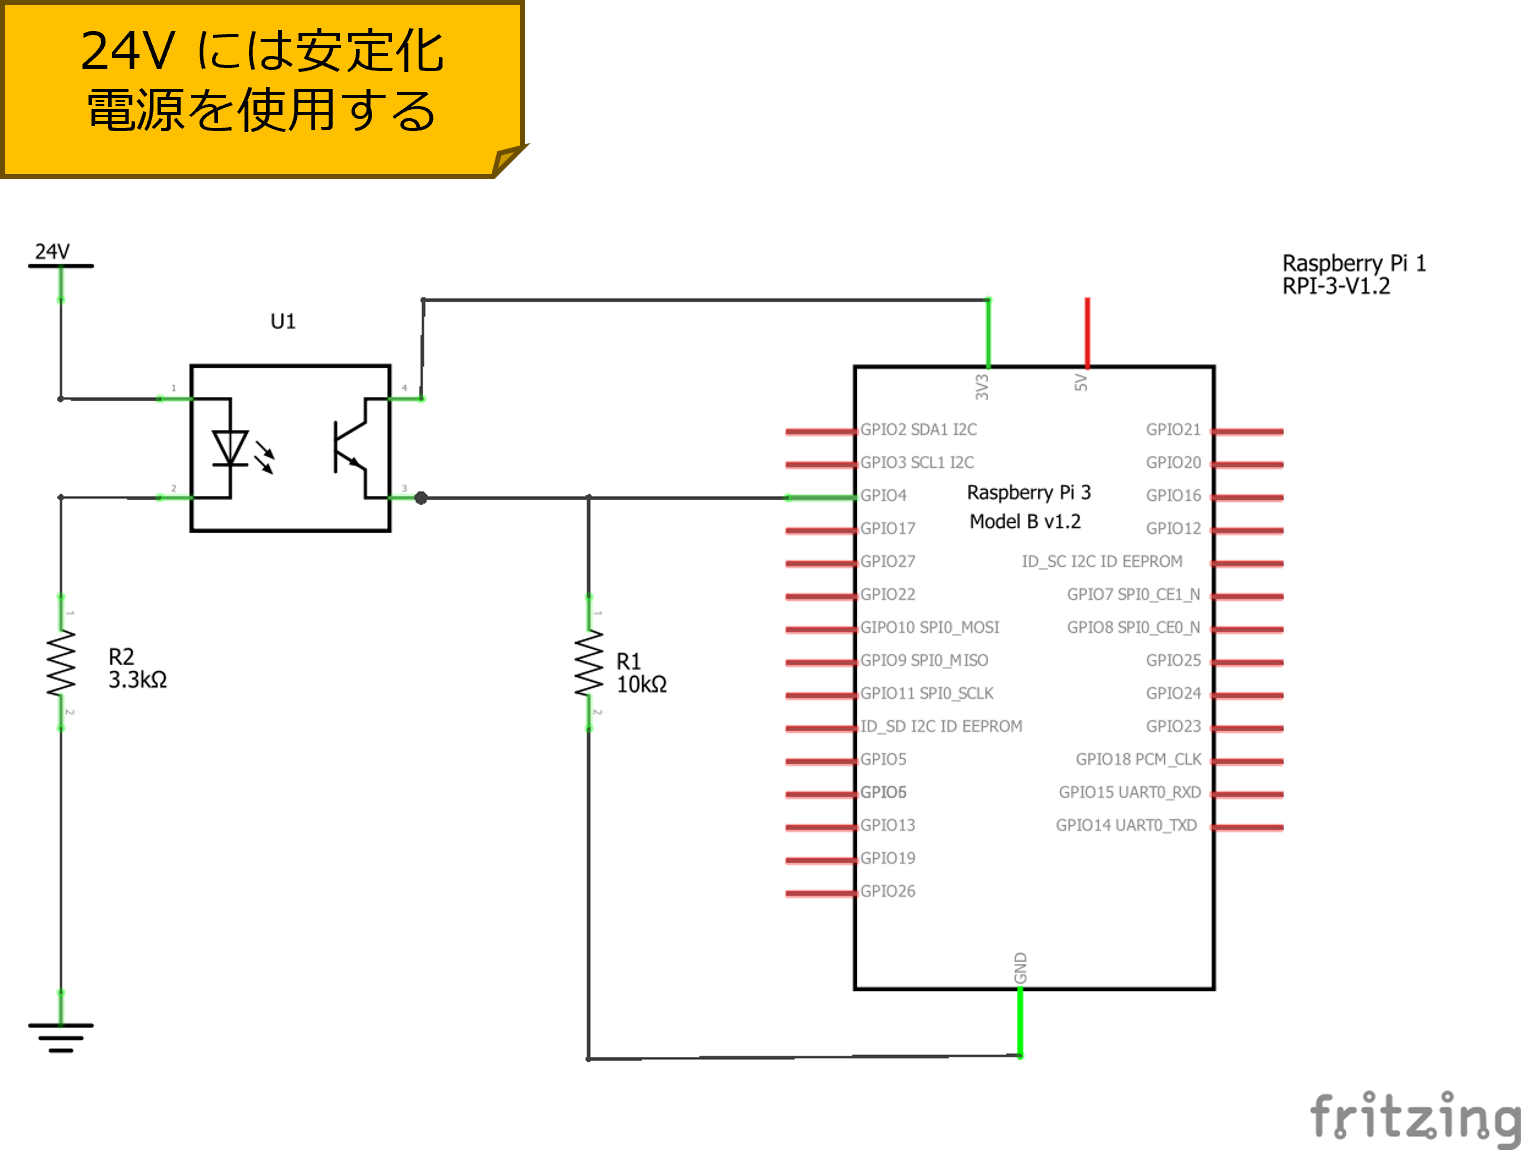 24V には安定化
電源を使用する
24V
Raspberry Pi 1
RPI-3-V1.2
U1
1
4
2
3
3V3
5V
GPIO2 SDA1 I2C
GPIO21
GPIO3 SCL1 I2C
GPIO20
GPIO4
Raspberry Pi 3
Model B v1.2
GPIO16
GPIO17
GPIO12
GPIO27
ID_SC I2C ID EEPROM
GPIO22
GPIO7 SPI0_CE1_N
GIPO10 SPI0_MOSI
GPIO8 SPI0_CE0_N
GPIO9 SPI0_MISO
GPIO25
GPIO11 SPI0_SCLK
GPIO24
ID_SD I2C ID EEPROM
GPIO23
GPIO5
GPIO18 PCM_CLK
GPIO6
GPIO15 UART0_RXD
GPIO13
GPIO14 UART0_TXD
GPIO19
GPIO26
GND
1
R2
3.3kΩ
2
1
R1
10kΩ
2
fritzing